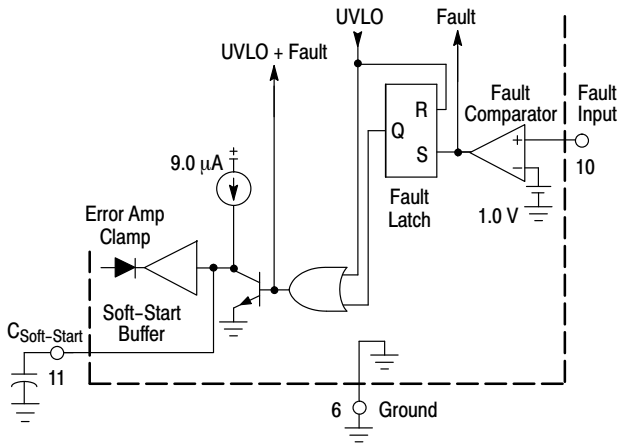 UVLO
Fault
UVLO + Fault
Fault
Comparator
Fault
Input
R
Q
S
+
–
10
9.0 µA
+
Fault
Latch
1.0 V
Error Amp
Clamp
Soft–Start
Buffer
CSoft–Start
11
6
Ground